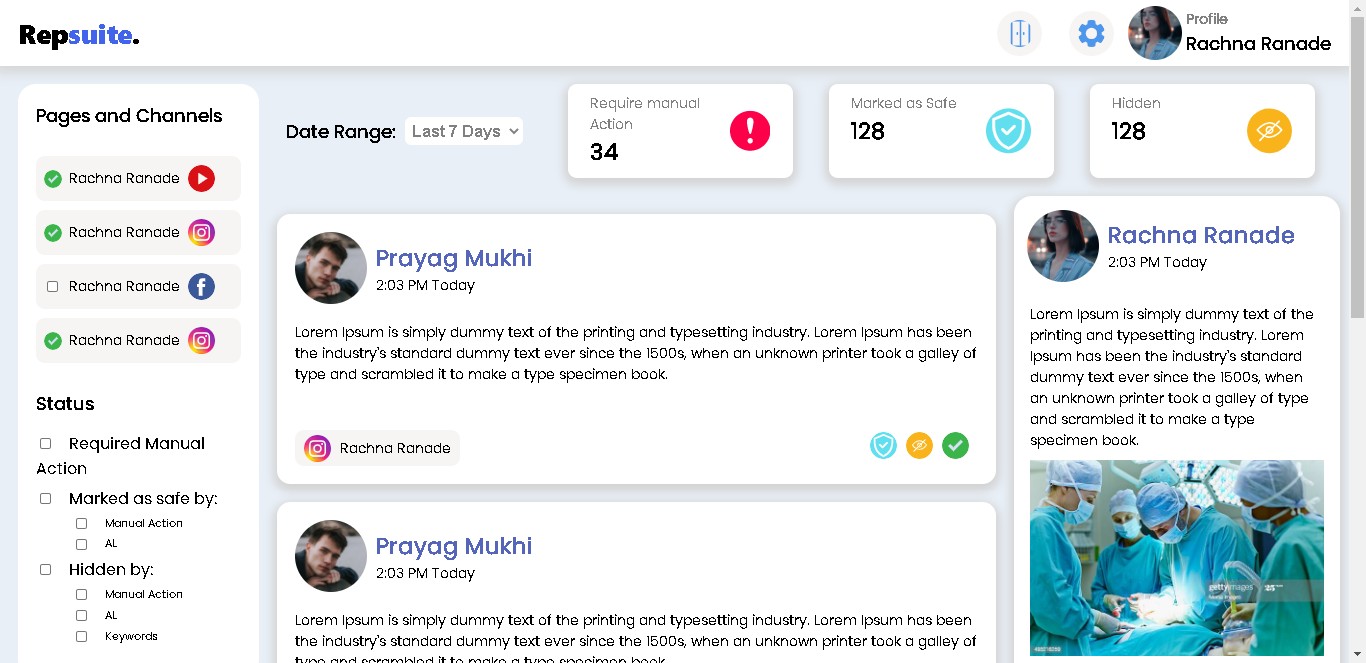 Repsuite.
Profile
Rachna Ranade
Pages and Channels
Rachna Ranade
Rachna Ranade
Rachna Ranade
Rachna Ranade
Status
Required Manual
Action
Marked as safe by:
Manual Action
AL
Hidden by:
Manual Action
AL
Keywords
Date Range:
Last 7 Days
Require manual
Action
34
Marked as Safe
128
Hidden
128
Prayag Mukhi
2:03 PM Today
Lorem Ipsum is simply dummy text of the printing and typesetting industry. Lorem Ipsum has been
the industry's standard dummy text ever since the 1500s, when an unknown printer took a galley of
type and scrambled it to make a type specimen book.
Rachna Ranade
Prayag Mukhi
2:03 PM Today
Lorem Ipsum is simply dummy text of the printing and typesetting industry. Lorem Ipsum has been
the industry's standard dummy text ever since the 1500s, when an unknown printer took a galley of
type and scrambled it to make a type specimen book.
Rachna Ranade
2:03 PM Today
Lorem Ipsum is simply dummy text of the
printing and typesetting industry. Lorem
Ipsum has been the industry's standard
dummy text ever since the 1500s, when
an unknown printer took a galley of type
and scrambled it to make a type
specimen book.
gettyimages